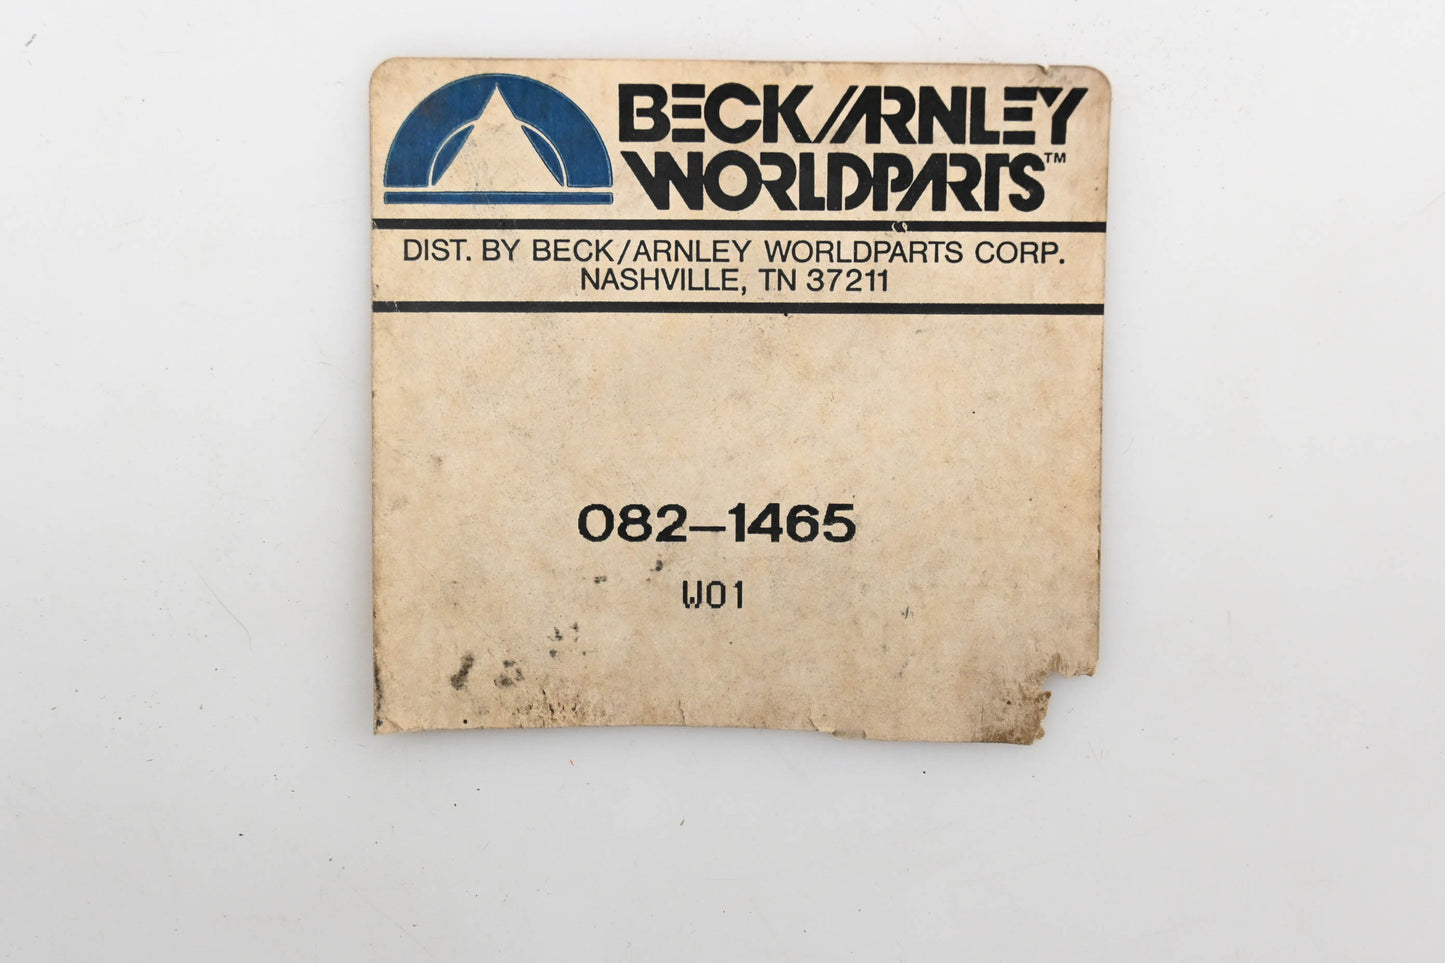 BECK/ARNLEY
WORLDPARTS™
DIST. BY BECK/ARNLEY WORLDPARTS CORP.
NASHVILLE, TN 37211
082-1465
W01